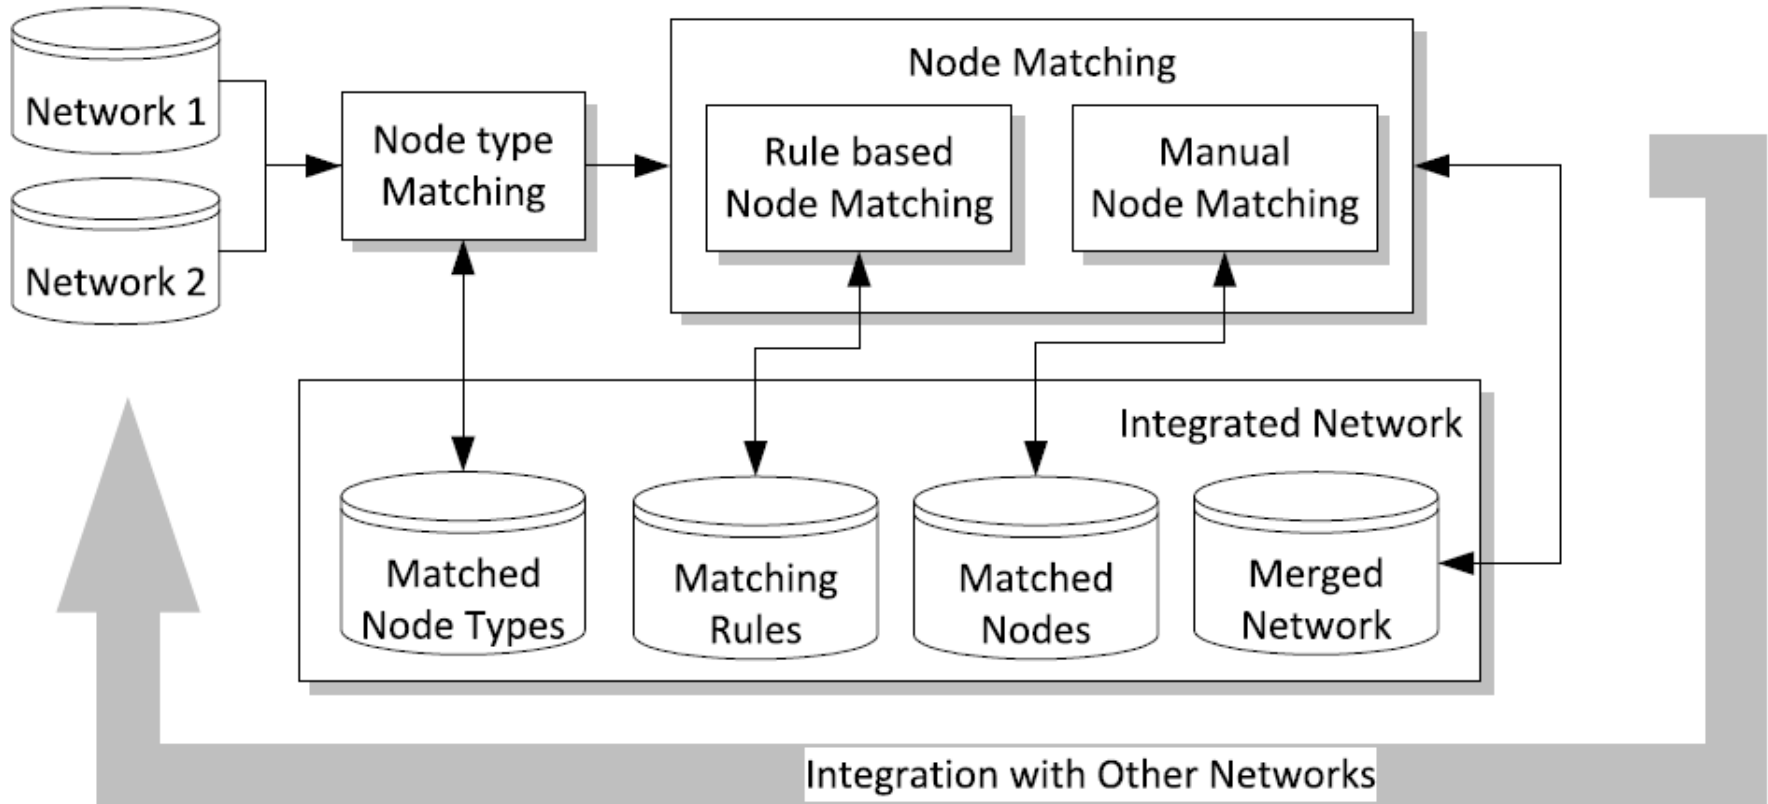 Network 1
Network 2
Node type
Matching
Node Matching
Rule based
Node Matching
Manual
Node Matching
Integrated Network
Matched
Node Types
Matching
Rules
Matched
Nodes
Merged
Network
Integration with Other Networks